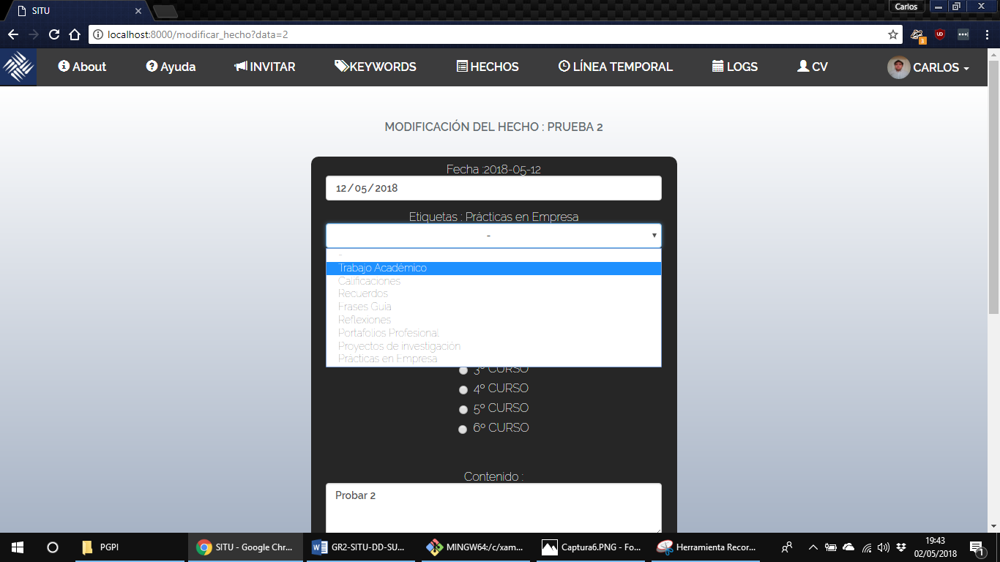 SITU
Carlos
localhost:8000/modificar_hecho?data=2
3
About
Ayuda
INVITAR
KEYWORDS
HECHOS
LÍNEA TEMPORAL
LOGS
CV
CARLOS
MODIFICACIÓN DEL HECHO : PRUEBA 2
Fecha :2018-05-12
12/05/2018
Etiquetas : Prácticas en Empresa
-
-
Trabajo Académico
Calificaciones
Recuerdos
Frases Guía
Reflexiones
Portafolios Profesional
Proyectos de investigación
Prácticas en Empresa
3º CURSO
4º CURSO
5º CURSO
6º CURSO
Contenido :
Probar 2
PGPI
SITU - Google Chr...
GR2-SITU-DD-SU...
MINGW64:/c/xam...
Captura6.PNG - Fo...
Herramienta Recor...
19:43
02/05/2018
1